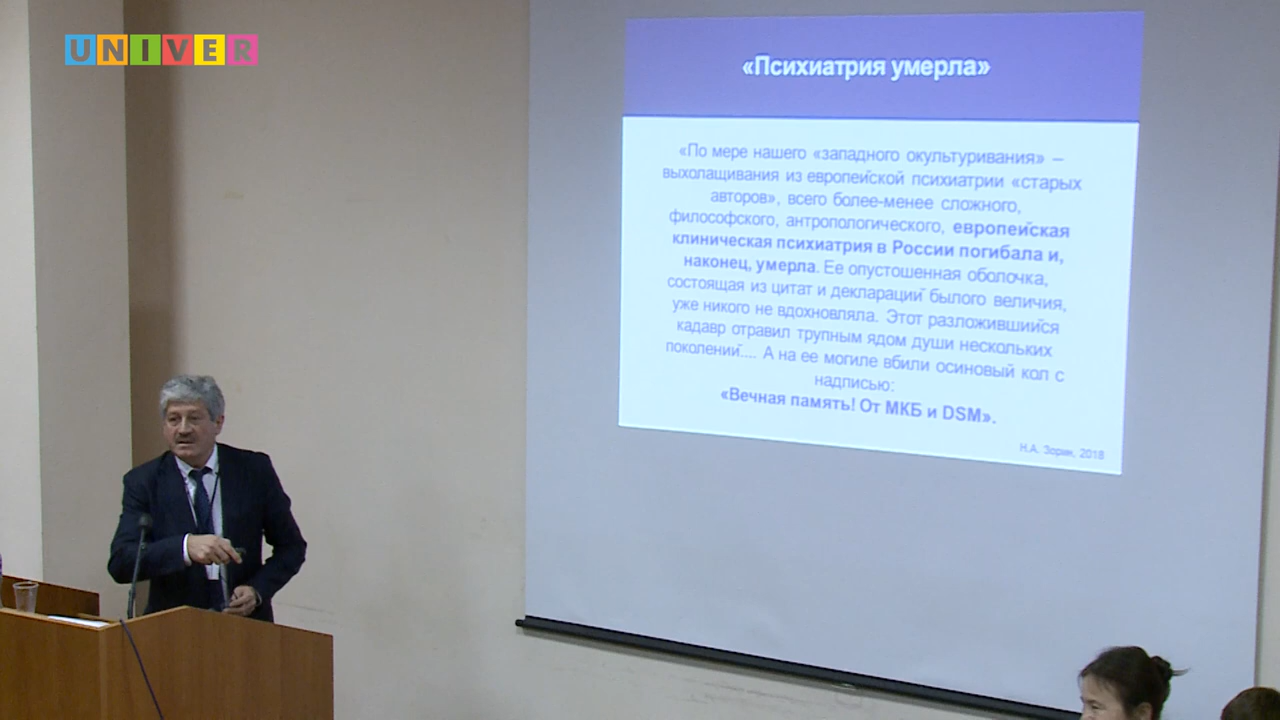 UNIVER
«Психиатрия умерла»
«По мере нашего «западного окультуривания» –
выхолащивания из европейской психиатрии «старых
авторов», всего более-менее сложного,
философского, антропологического, европейская
клиническая психиатрия в России погибала и,
наконец, умерла. Ее опустошенная оболочка,
состоящая из цитат и деклараций былого величия,
уже никого не вдохновляла. Этот разложившийся
кадавр отравил трупным ядом души нескольких
поколений.... А на ее могиле вбили осиновый кол с
надписью:
«Вечная память! От МКБ и DSM».
Н.А. Зорин, 2018